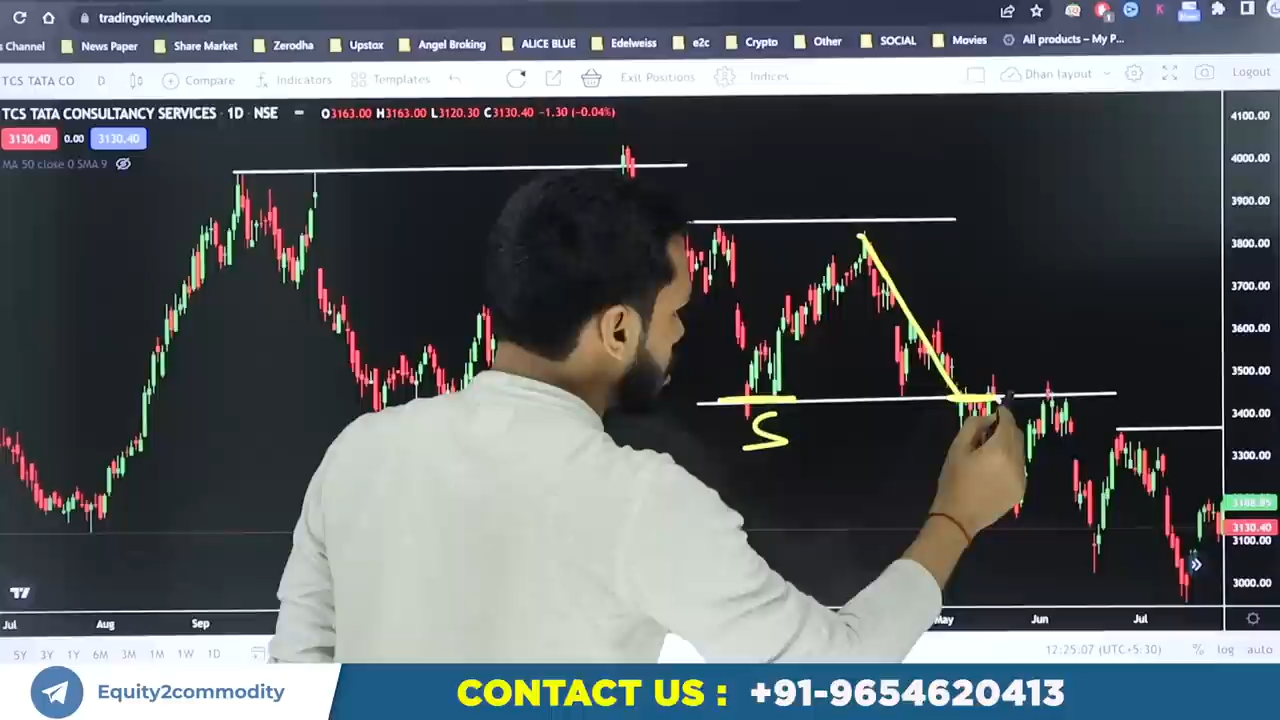 tradingview.dhan.co
s Channel News Paper Share Market Zerodha Upstox Angel Broking ALICE BLUE Edelweiss e2c Crypto Other SOCIAL Movies All products – My P...
TCS TATA CO D Compare Indicators Templates Exit Positions Indices Dhan layout Logout
TCS TATA CONSULTANCY SERVICES · 1D · NSE O3163.00 H3163.00 L3120.30 C3130.40 −1.30 (−0.04%)
3130.40 0.00 3130.40
MA 50 close 0 SMA 9
4100.00
4000.00
3900.00
3800.00
3700.00
3600.00
3500.00
3400.00
3300.00
3130.40
3100.00
3000.00
S
Jul Aug Sep May Jun Jul
5Y 3Y 1Y 6M 3M 1M 1W 1D 12:25:07 (UTC+5:30) % log auto
Equity2commodity
CONTACT US : +91-9654620413